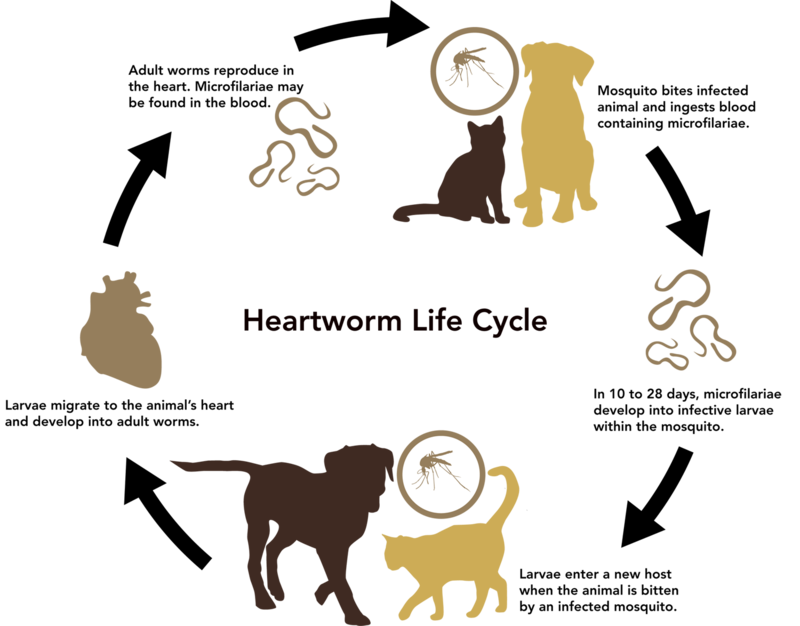 Adult worms reproduce in
the heart. Microfilariae may
be found in the blood.
Mosquito bites infected
animal and ingests blood
containing microfilariae.
Heartworm Life Cycle
In 10 to 28 days, microfilariae
develop into infective larvae
within the mosquito.
Larvae migrate to the animal’s heart
and develop into adult worms.
Larvae enter a new host
when the animal is bitten
by an infected mosquito.